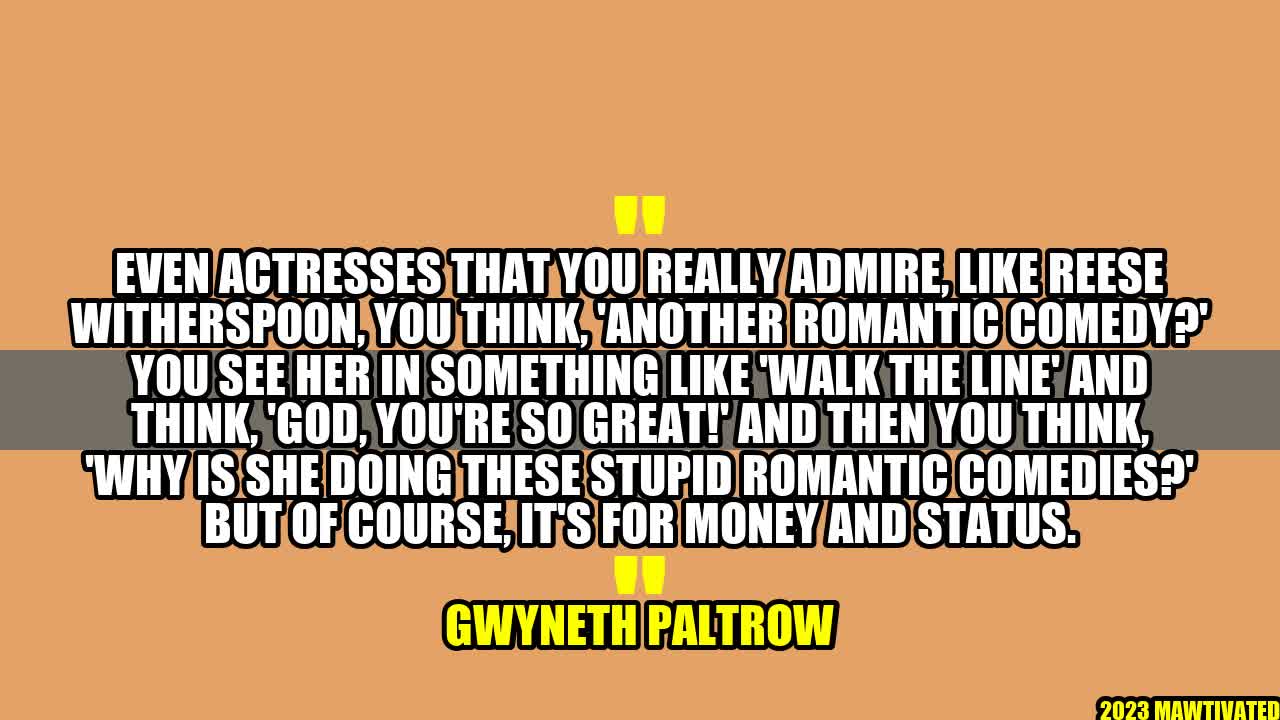 "
EVEN ACTRESSES THAT YOU REALLY ADMIRE, LIKE REESE
WITHERSPOON, YOU THINK, 'ANOTHER ROMANTIC COMEDY?'
YOU SEE HER IN SOMETHING LIKE 'WALK THE LINE' AND
THINK, 'GOD, YOU'RE SO GREAT!' AND THEN YOU THINK,
'WHY IS SHE DOING THESE STUPID ROMANTIC COMEDIES?'
BUT OF COURSE, IT'S FOR MONEY AND STATUS.
"
GWYNETH PALTROW
2023 MAWTIVATED